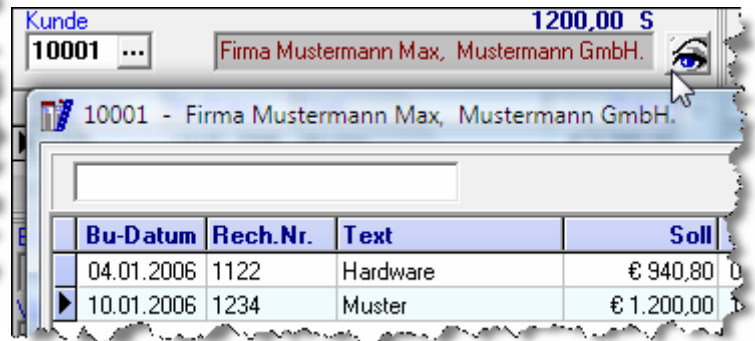 Kunde 1200,00 S
10001 ... Firma Mustermann Max, Mustermann GmbH.
10001 - Firma Mustermann Max, Mustermann GmbH.
Bu-Datum Rech.Nr. Text Soll
04.01.2006 1122 Hardware € 940,80
10.01.2006 1234 Muster € 1.200,00